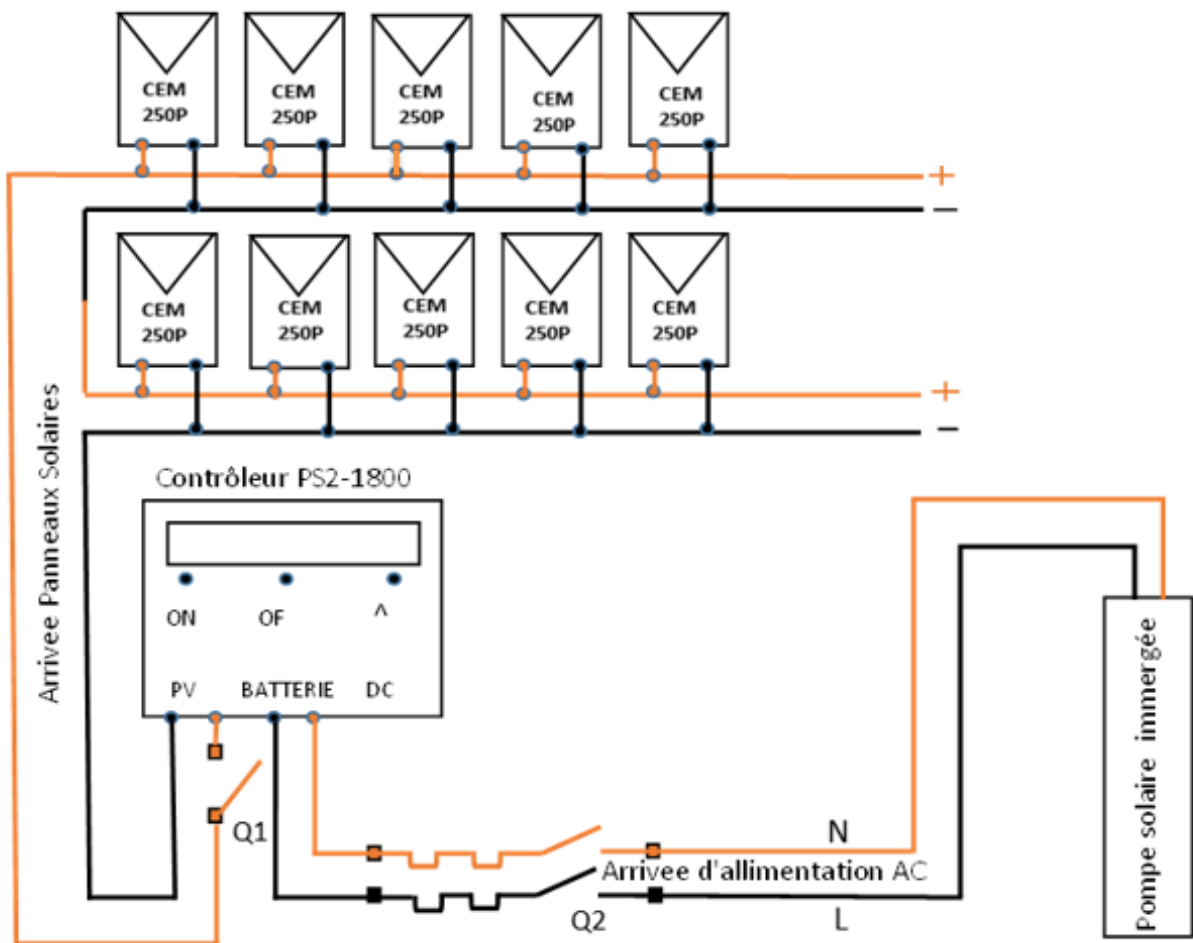 CEM
250P
CEM
250P
CEM
250P
CEM
250P
CEM
250P
+
–
CEM
250P
CEM
250P
CEM
250P
CEM
250P
CEM
250P
+
–
Arrivee Panneaux Solaires
Contrôleur PS2-1800
ON OF ^
PV BATTERIE DC
Q1
N
Arrivee d'allimentation AC
Q2
L
Pompe solaire immergée